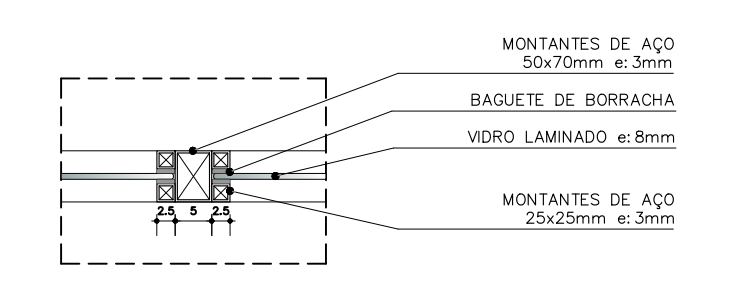 MONTANTES DE AÇO
50x70mm e:3mm
BAGUETE DE BORRACHA
VIDRO LAMINADO e:8mm
MONTANTES DE AÇO
25x25mm e:3mm
2.5 5 2.5